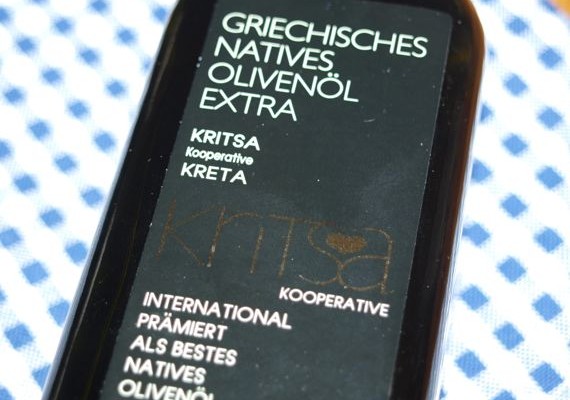 GRIECHISCHES
NATIVES
OLIVENÖL
EXTRA
KRITSA
Kooperative
KRETA
kritsa
KOOPERATIVE
INTERNATIONAL
PRÄMIERT
ALS BESTES
NATIVES
OLIVENÖL